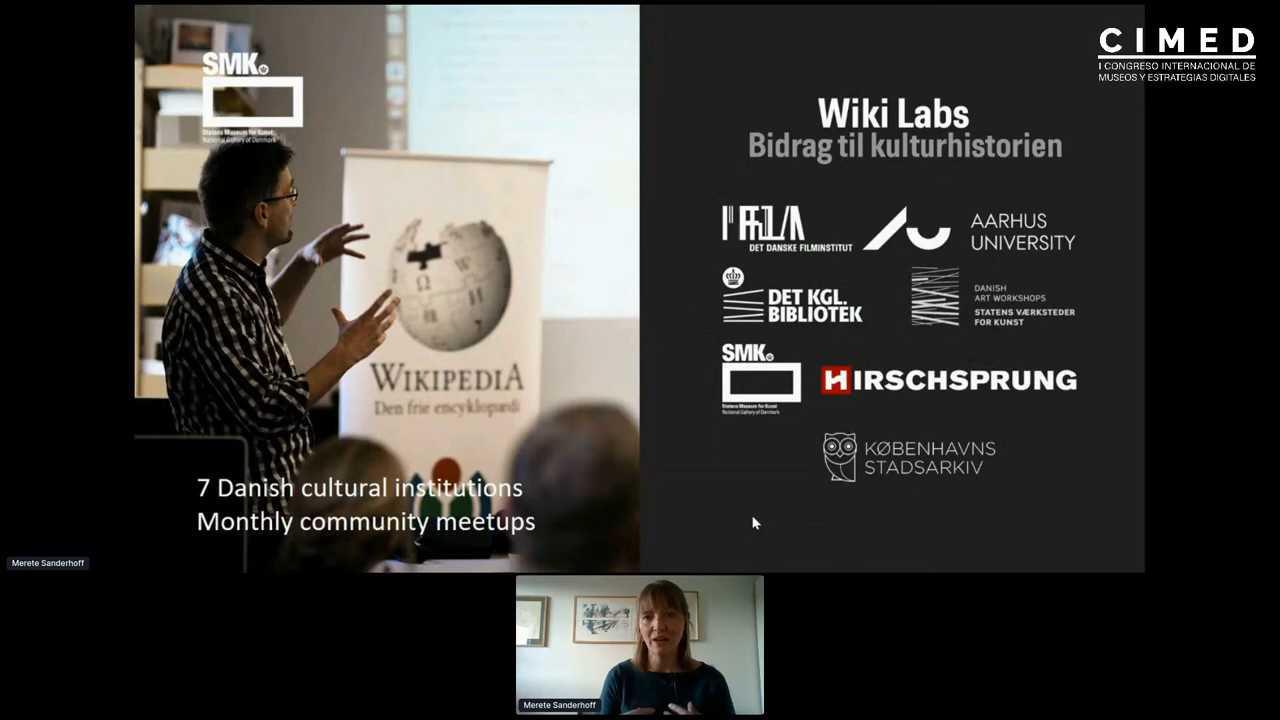 SMK
Statens Museum for Kunst
National Gallery of Denmark
WIKIPEDIA
Den frie encyklopædi
7 Danish cultural institutions
Monthly community meetups
CIMED
I CONGRESO INTERNACIONAL DE
MUSEOS Y ESTRATEGIAS DIGITALES
Wiki Labs
Bidrag til kulturhistorien
DET DANSKE FILMINSTITUT
AARHUS
UNIVERSITY
DET KGL.
BIBLIOTEK
DANISH
ART WORKSHOPS
STATENS VÆRKSTEDER
FOR KUNST
SMK
Statens Museum for Kunst
National Gallery of Denmark
HIRSCHSPRUNG
KØBENHAVNS
STADSARKIV
Merete Sanderhoff
Merete Sanderhoff